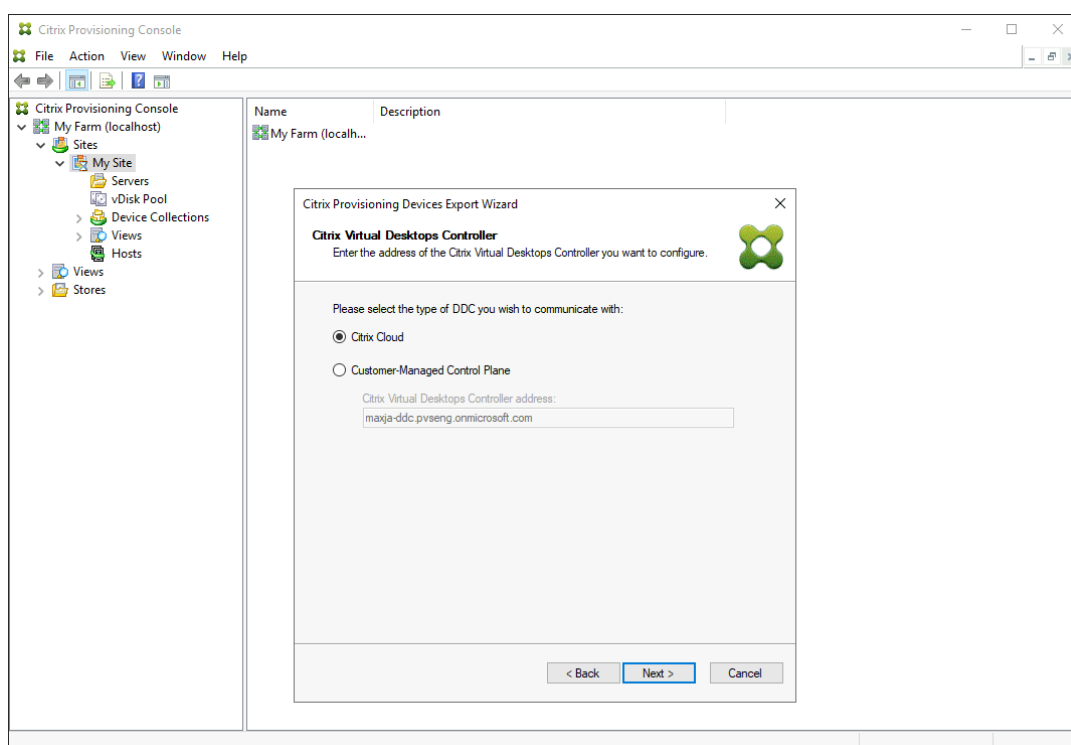 Citrix Provisioning Console
File Action View Window Help
Citrix Provisioning Console
My Farm (localhost)
Sites
My Site
Servers
vDisk Pool
Device Collections
Views
Hosts
Views
Stores
Name Description
My Farm (localh...
Citrix Provisioning Devices Export Wizard
Citrix Virtual Desktops Controller
Enter the address of the Citrix Virtual Desktops Controller you want to configure.
Please select the type of DDC you wish to communicate with:
Citrix Cloud
Customer-Managed Control Plane
Citrix Virtual Desktops Controller address:
maxja-ddc.pvseng.onmicrosoft.com
< Back Next > Cancel